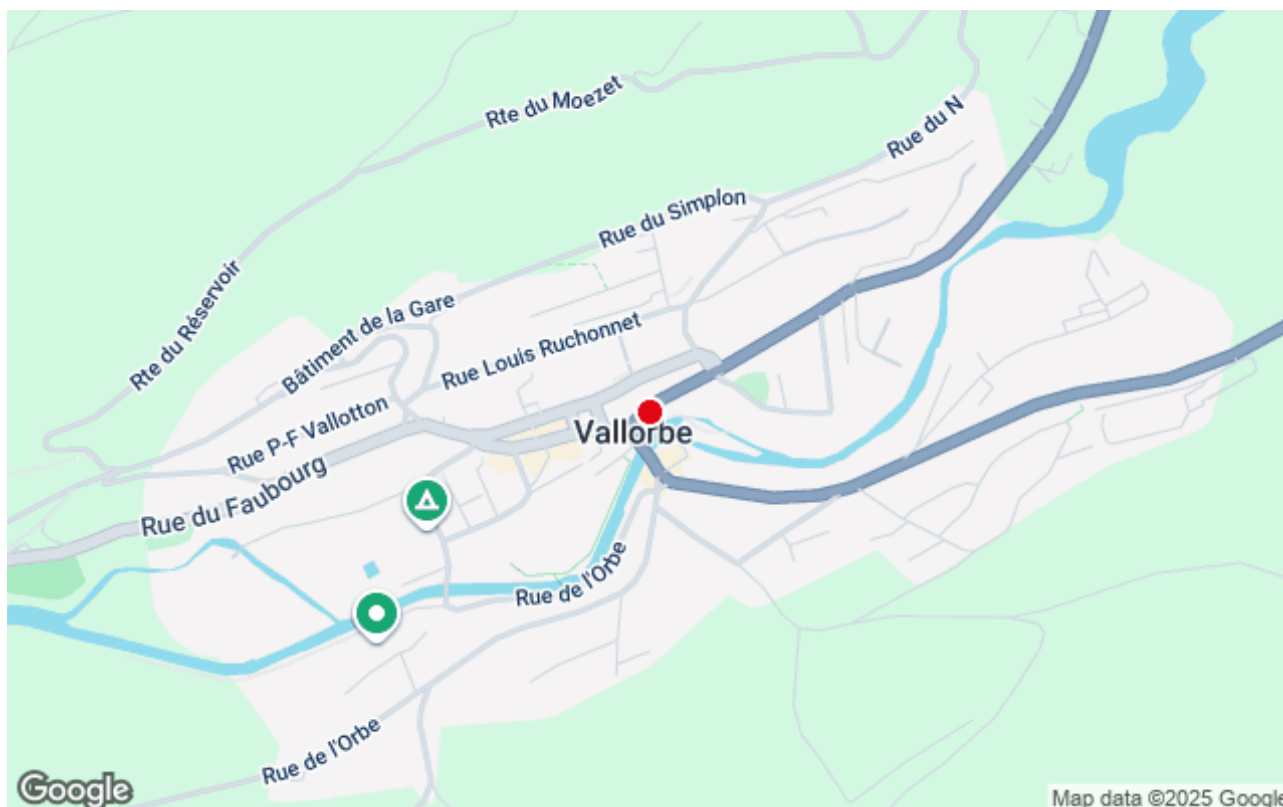 Rte du Moezet
Rue du N
Rue du Simplon
Rte du Réservoir
Bâtiment de la Gare
Rue Louis Ruchonnet
Rue P-F Vallotton
Vallorbe
Rue du Faubourg
Rue de l'Orbe
Rue de l'Orbe
Google
Map data ©2025 Google